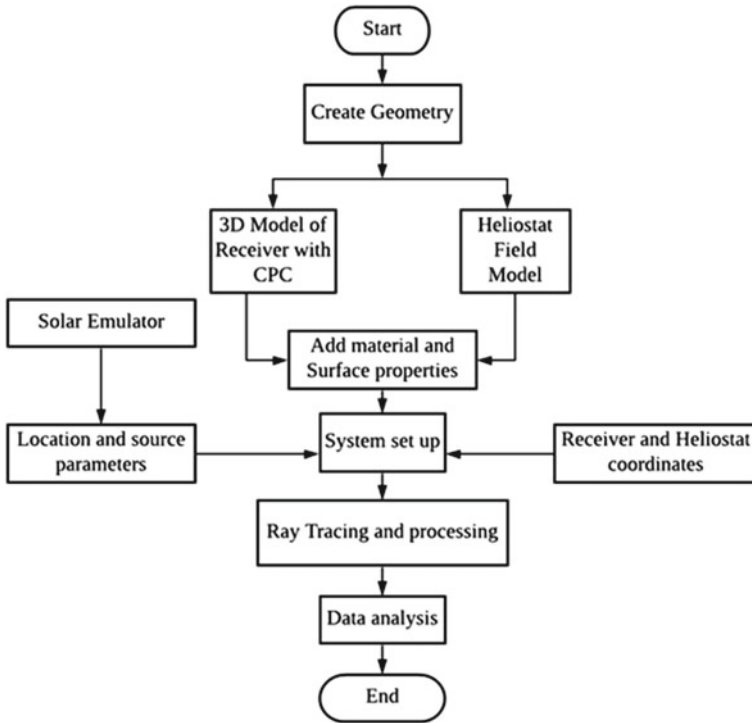 Start
Create Geometry
3D Model of
Receiver with
CPC
Heliostat
Field
Model
Solar Emulator
Add material and
Surface properties
Location and source
parameters
System set up
Receiver and Heliostat
coordinates
Ray Tracing and processing
Data analysis
End